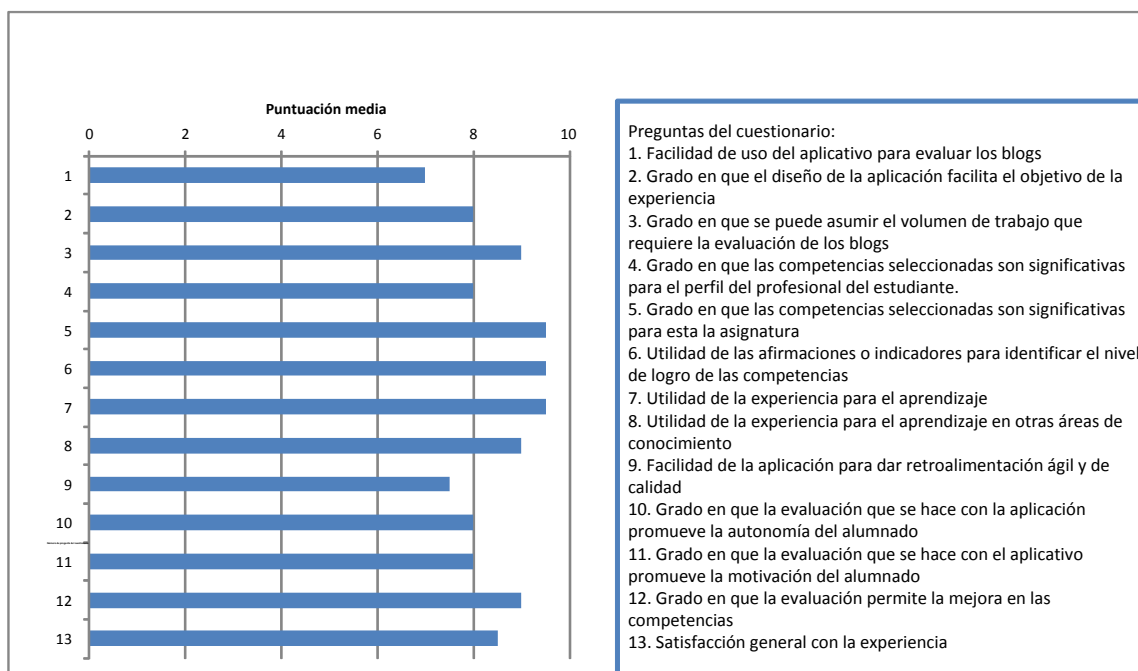 Puntuación media
0 2 4 6 8 10
1
2
3
4
5
6
7
8
9
10
11
12
13
Preguntas del cuestionario:
1. Facilidad de uso del aplicativo para evaluar los blogs
2. Grado en que el diseño de la aplicación facilita el objetivo de la
experiencia
3. Grado en que se puede asumir el volumen de trabajo que
requiere la evaluación de los blogs
4. Grado en que las competencias seleccionadas son significativas
para el perfil del profesional del estudiante.
5. Grado en que las competencias seleccionadas son significativas
para esta la asignatura
6. Utilidad de las afirmaciones o indicadores para identificar el nivel
de logro de las competencias
7. Utilidad de la experiencia para el aprendizaje
8. Utilidad de la experiencia para el aprendizaje en otras áreas de
conocimiento
9. Facilidad de la aplicación para dar retroalimentación ágil y de
calidad
10. Grado en que la evaluación que se hace con la aplicación
promueve la autonomía del alumnado
11. Grado en que la evaluación que se hace con el aplicativo
promueve la motivación del alumnado
12. Grado en que la evaluación permite la mejora en las
competencias
13. Satisfacción general con la experiencia